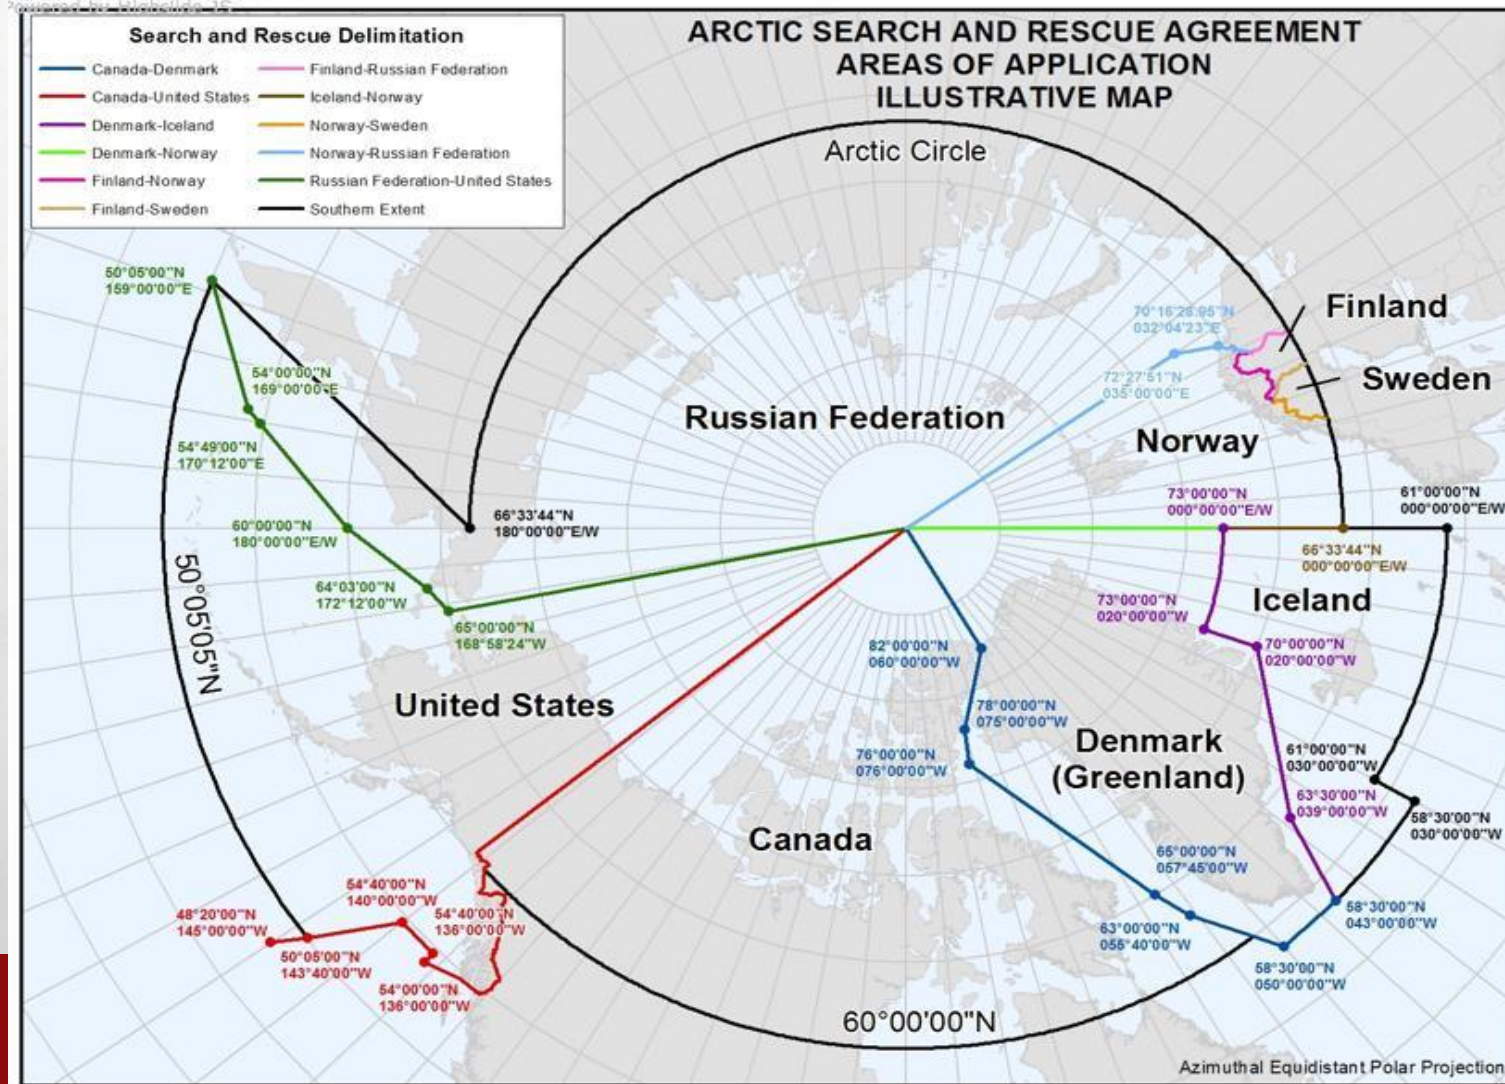 Powered by Highslide JS
ARCTIC SEARCH AND RESCUE AGREEMENT
AREAS OF APPLICATION
ILLUSTRATIVE MAP
Search and Rescue Delimitation
Canada-Denmark
Canada-United States
Denmark-Iceland
Denmark-Norway
Finland-Norway
Finland-Sweden
Finland-Russian Federation
Iceland-Norway
Norway-Sweden
Norway-Russian Federation
Russian Federation-United States
Southern Extent
Arctic Circle
50°05'00"N
159°00'00"E
54°00'00"N
169°00'00"E
54°49'00"N
170°12'00"E
60°00'00"N
180°00'00"E/W
64°03'00"N
172°12'00"W
65°00'00"N
168°58'24"W
66°33'44"N
180°00'00"E/W
Russian Federation
70°16'28.95"N
032°04'23"E
72°27'51"N
035°00'00"E
Finland
Sweden
Norway
73°00'00"N
000°00'00"E/W
61°00'00"N
000°00'00"E/W
66°33'44"N
000°00'00"E/W
Iceland
73°00'00"N
020°00'00"W
70°00'00"N
020°00'00"W
82°00'00"N
060°00'00"W
78°00'00"N
075°00'00"W
76°00'00"N
076°00'00"W
Denmark
(Greenland)
61°00'00"N
030°00'00"W
63°30'00"N
039°00'00"W
58°30'00"N
030°00'00"W
50°05'05"N
United States
Canada
65°00'00"N
057°45'00"W
63°00'00"N
055°40'00"W
58°30'00"N
043°00'00"W
58°30'00"N
050°00'00"W
54°40'00"N
140°00'00"W
54°40'00"N
136°00'00"W
48°20'00"N
145°00'00"W
50°05'00"N
143°40'00"W
54°00'00"N
136°00'00"W
60°00'00"N
Azimuthal Equidistant Polar Projection